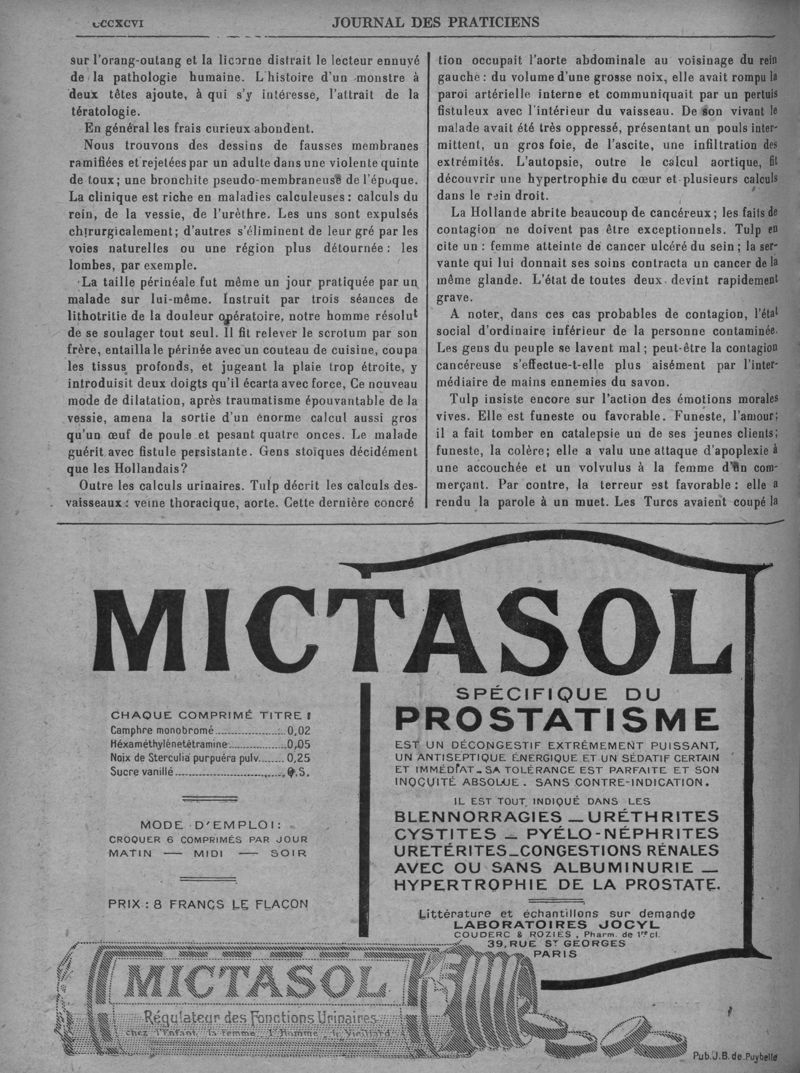 CCCXCVI
JOURNAL DES PRATICIENS
sur l'orang-outang et la licorne distrait le lecteur ennuyé
de la pathologie humaine. L'histoire d'un monstre à
deux têtes ajoute, à qui s'y intéresse, l'attrait de la
tératologie.
En général les frais curieux abondent.
Nous trouvons des dessins de fausses membranes
ramifiées et rejetées par un adulte dans une violente quinte
de toux ; une bronchite pseudo-membraneuse de l'époque.
La clinique est riche en maladies calculeuses : calculs du
rein, de la vessie, de l'urèthre. Les uns sont expulsés
chirurgicalement ; d'autres s'éliminent de leur gré par les
voies naturelles ou une région plus détournée : les
lombes, par exemple.
La taille périnéale fut même un jour pratiquée par un
malade sur lui-même. Instruit par trois séances de
lithotritie de la douleur opératoire, notre homme résolut
de se soulager tout seul. Il fit relever le scrotum par son
frère, entailla le périnée avec un couteau de cuisine, coupa
les tissus profonds, et jugeant la plaie trop étroite, y
introduisit deux doigts qu'il écarta avec force, Ce nouveau
mode de dilatation, après traumatisme épouvantable de la
vessie, amena la sortie d'un énorme calcul aussi gros
qu'un œuf de poule et pesant quatre onces. Le malade
guérit avec fistule persistante. Gens stoïques décidément
que les Hollandais ?
Outre les calculs urinaires. Tulp décrit les calculs des
vaisseaux : veine thoracique, aorte. Cette dernière concré
tion occupait l'aorte abdominale au voisinage du rein
gauche : du volume d'une grosse noix, elle avait rompu la
paroi artérielle interne et communiquait par un pertuis
fistuleux avec l'intérieur du vaisseau. De son vivant le
malade avait été très oppressé, présentant un pouls inter-
mittent, un gros foie, de l'ascite, une infiltration des
extrémités. L'autopsie, outre le calcul aortique, fit
découvrir une hypertrophie du cœur et plusieurs calculs
dans le rein droit.
La Hollande abrite beaucoup de cancéreux ; les faits de
contagion ne doivent pas être exceptionnels. Tulp en
cite un : femme atteinte de cancer ulcéré du sein ; la ser-
vante qui lui donnait ses soins contracta un cancer de la
même glande. L'état de toutes deux devint rapidement
grave.
A noter, dans ces cas probables de contagion, l'état
social d'ordinaire inférieur de la personne contaminée.
Les gens du peuple se lavent mal ; peut-être la contagion
cancéreuse s'effectue-t-elle plus aisément par l'inter-
médiaire de mains ennemies du savon.
Tulp insiste encore sur l'action des émotions morales
vives. Elle est funeste ou favorable. Funeste, l'amour ;
il a fait tomber en catalepsie un de ses jeunes clients ;
funeste, la colère ; elle a valu une attaque d'apoplexie à
une accouchée et un volvulus à la femme d'un com-
merçant. Par contre, la terreur est favorable : elle a
rendu la parole à un muet. Les Turcs avaient coupé la
MICTASOL
CHAQUE COMPRIMÉ TITRE :
Camphre monobromé......................0,02
Héxaméthylénetétramine..................0,05
Noix de Sterculia purpuéra pulv........0,25
Sucre vanillé............................Q.S.
MODE D'EMPLOI :
CROQUER 6 COMPRIMÉS PAR JOUR
MATIN — MIDI — SOIR
PRIX : 8 FRANCS LE FLACON
SPÉCIFIQUE DU
PROSTATISME
EST UN DÉCONGESTIF EXTRÊMEMENT PUISSANT,
UN ANTISEPTIQUE ÉNERGIQUE ET UN SÉDATIF CERTAIN
ET IMMÉDIAT_SA TOLÉRANCE EST PARFAITE ET SON
INOCUITÉ ABSOLUE. SANS CONTRE-INDICATION.
IL EST TOUT INDIQUÉ DANS LES
BLENNORRAGIES _ URÉTHRITES
CYSTITES _ PYÉLO-NÉPHRITES
URETÉRITES_CONGESTIONS RÉNALES
AVEC OU SANS ALBUMINURIE _
HYPERTROPHIE DE LA PROSTATE.
Littérature et échantillons sur demande
LABORATOIRES JOCYL
COUDERC & ROZIÉS, Pharm. de 1re cl.
39, RUE ST GEORGES
PARIS
MICTASOL
Régulateur des Fonctions Urinaires
chez l'Enfant, la Femme, l'Homme, le Vieillard
Pub. J. B. de Puybelle